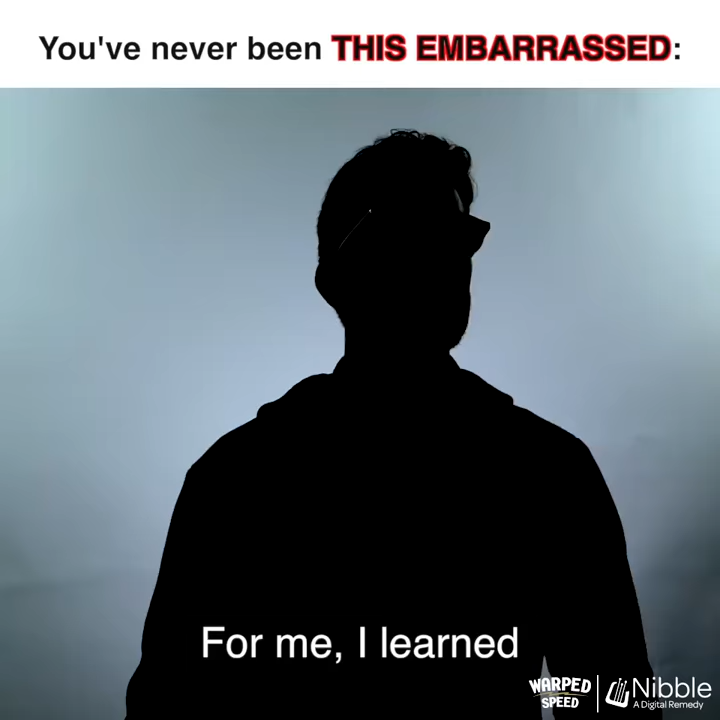 You've never been THIS EMBARRASSED:
For me, I learned
WARPED
SPEED
Nibble
A Digital Remedy